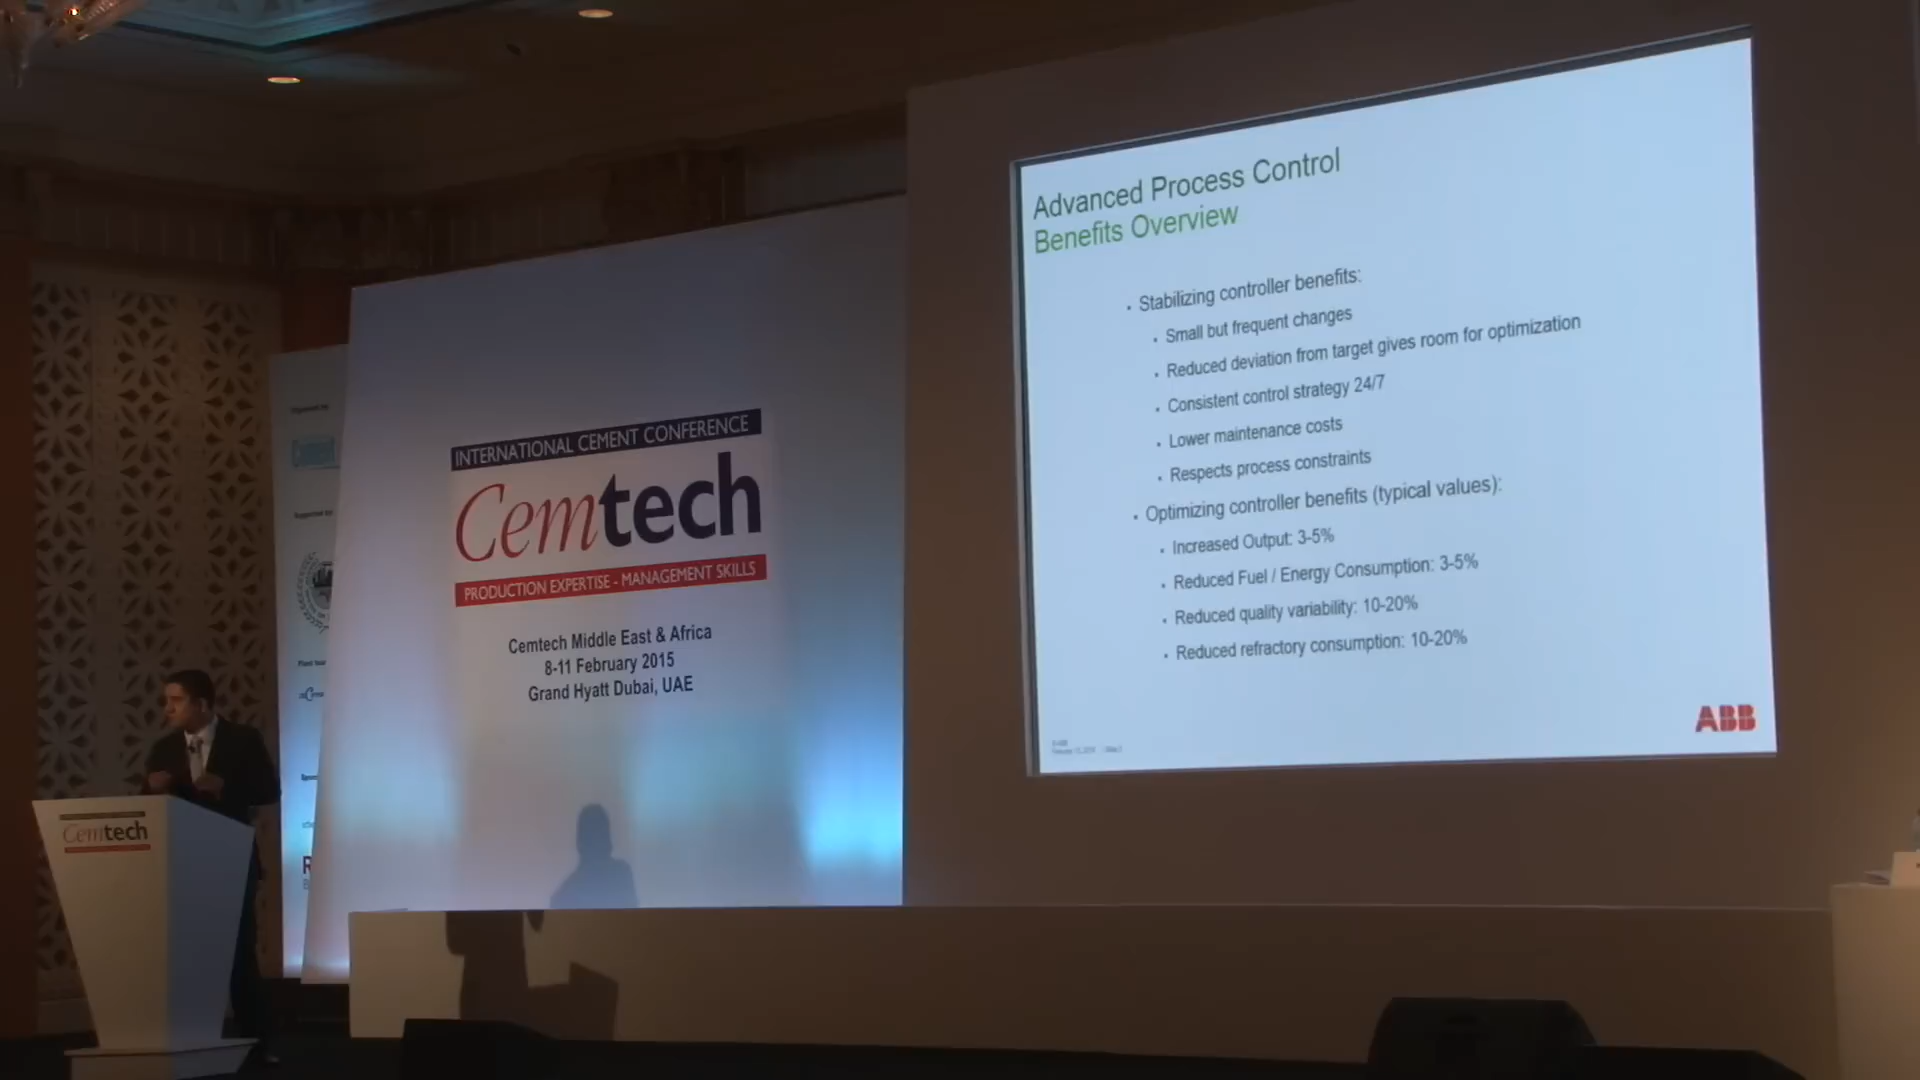 Organised by
Supported by
INTERNATIONAL CEMENT CONFERENCE
Cemtech
PRODUCTION EXPERTISE - MANAGEMENT SKILLS
Cemtech Middle East & Africa
8-11 February 2015
Grand Hyatt Dubai, UAE
Cemtech
Advanced Process Control
Benefits Overview
• Stabilizing controller benefits:
• Small but frequent changes
• Reduced deviation from target gives room for optimization
• Consistent control strategy 24/7
• Lower maintenance costs
• Respects process constraints
• Optimizing controller benefits (typical values):
• Increased Output: 3-5%
• Reduced Fuel / Energy Consumption: 3-5%
• Reduced quality variability: 10-20%
• Reduced refractory consumption: 10-20%
ABB